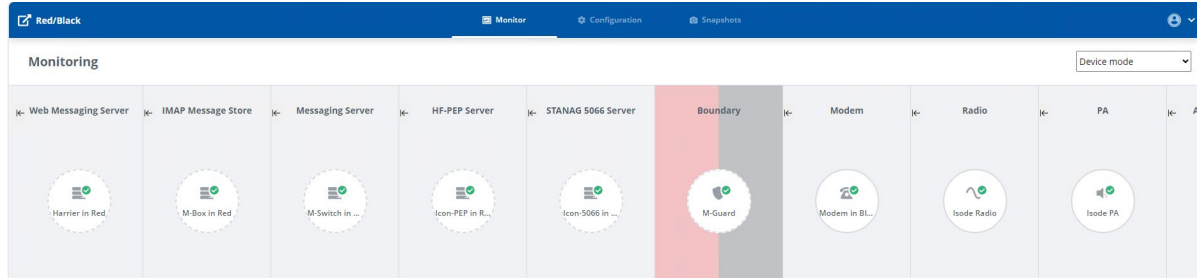 Red/Black
Monitor
Configuration
Snapshots
Monitoring
Device mode
Web Messaging Server
IMAP Message Store
Messaging Server
HF-PEP Server
STANAG 5066 Server
Boundary
Modem
Radio
PA
A
Harrier in Red
M-Box in Red
M-Switch in ...
Icon-PEP in R...
Icon-5066 in ...
M-Guard
Modem in Bl...
Isode Radio
Isode PA